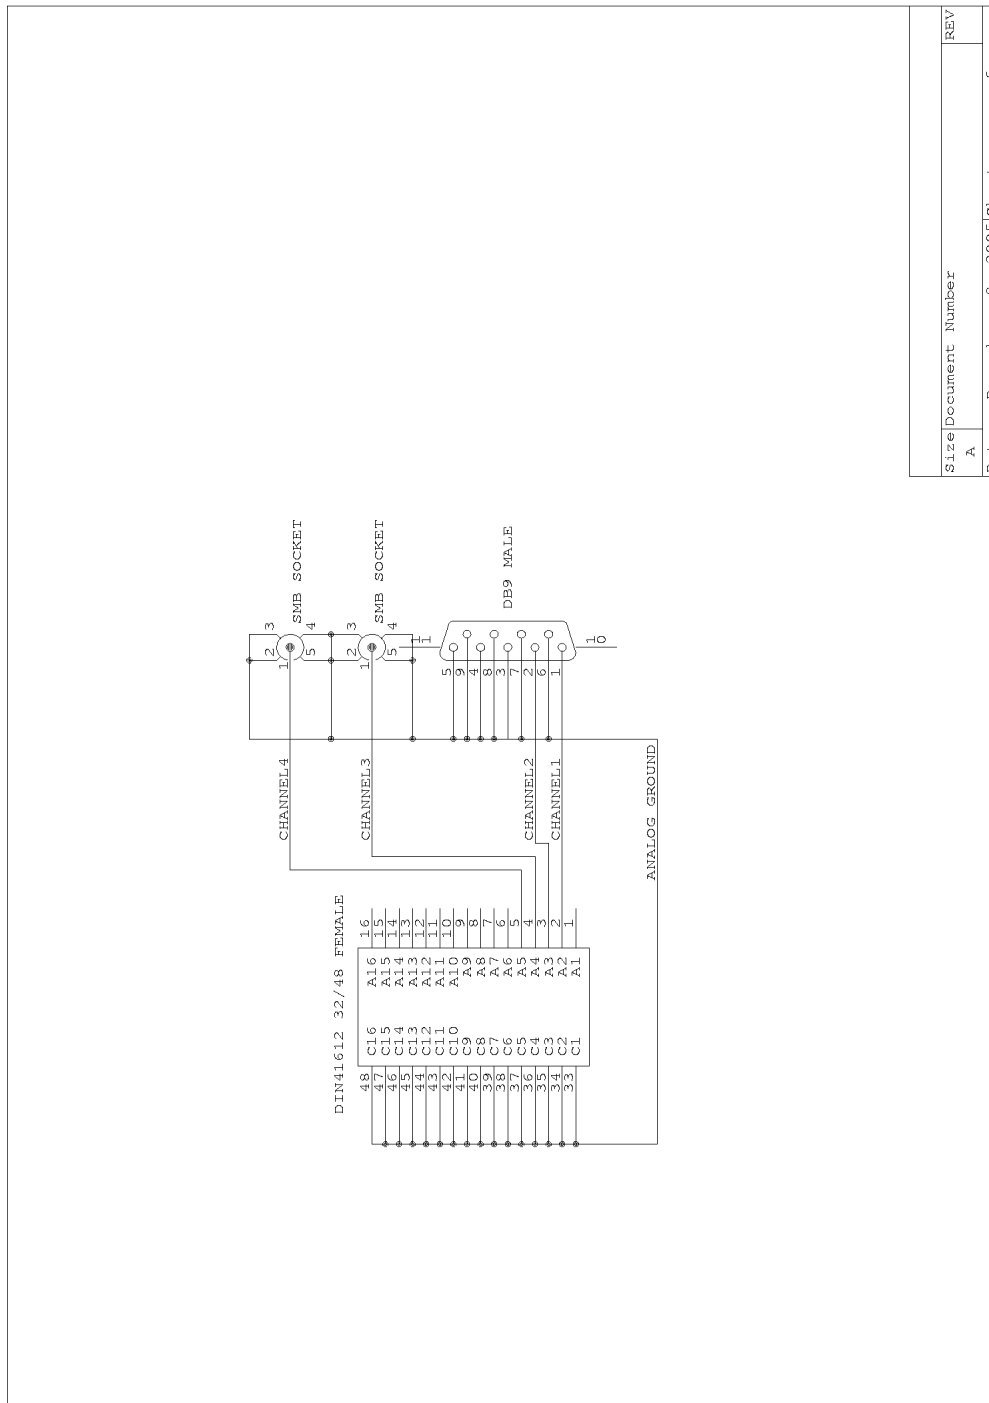 REV
Size
Document Number
A
SMB SOCKET
3
4
2
5
1
SMB SOCKET
3
4
2
5
1
DB9 MALE
11
10
5
9
4
8
3
7
2
6
1
CHANNEL4
CHANNEL3
CHANNEL2
CHANNEL1
ANALOG GROUND
DIN41612 32/48 FEMALE
16
15
14
13
12
11
10
9
8
7
6
5
4
3
2
1
A16
A15
A14
A13
A12
A11
A10
A9
A8
A7
A6
A5
A4
A3
A2
A1
C16
C15
C14
C13
C12
C11
C10
C9
C8
C7
C6
C5
C4
C3
C2
C1
48
47
46
45
44
43
42
41
40
39
38
37
36
35
34
33